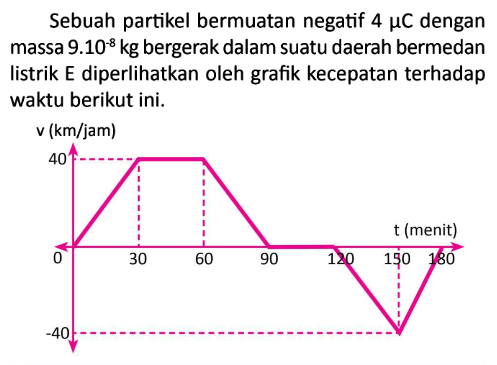 Sebuah partikel bermuatan negatif 4 μC dengan
massa 9.10⁻⁸ kg bergerak dalam suatu daerah bermedan
listrik E diperlihatkan oleh grafik kecepatan terhadap
waktu berikut ini.
v (km/jam)
40
t (menit)
0 30 60 90 120 150 180
-40